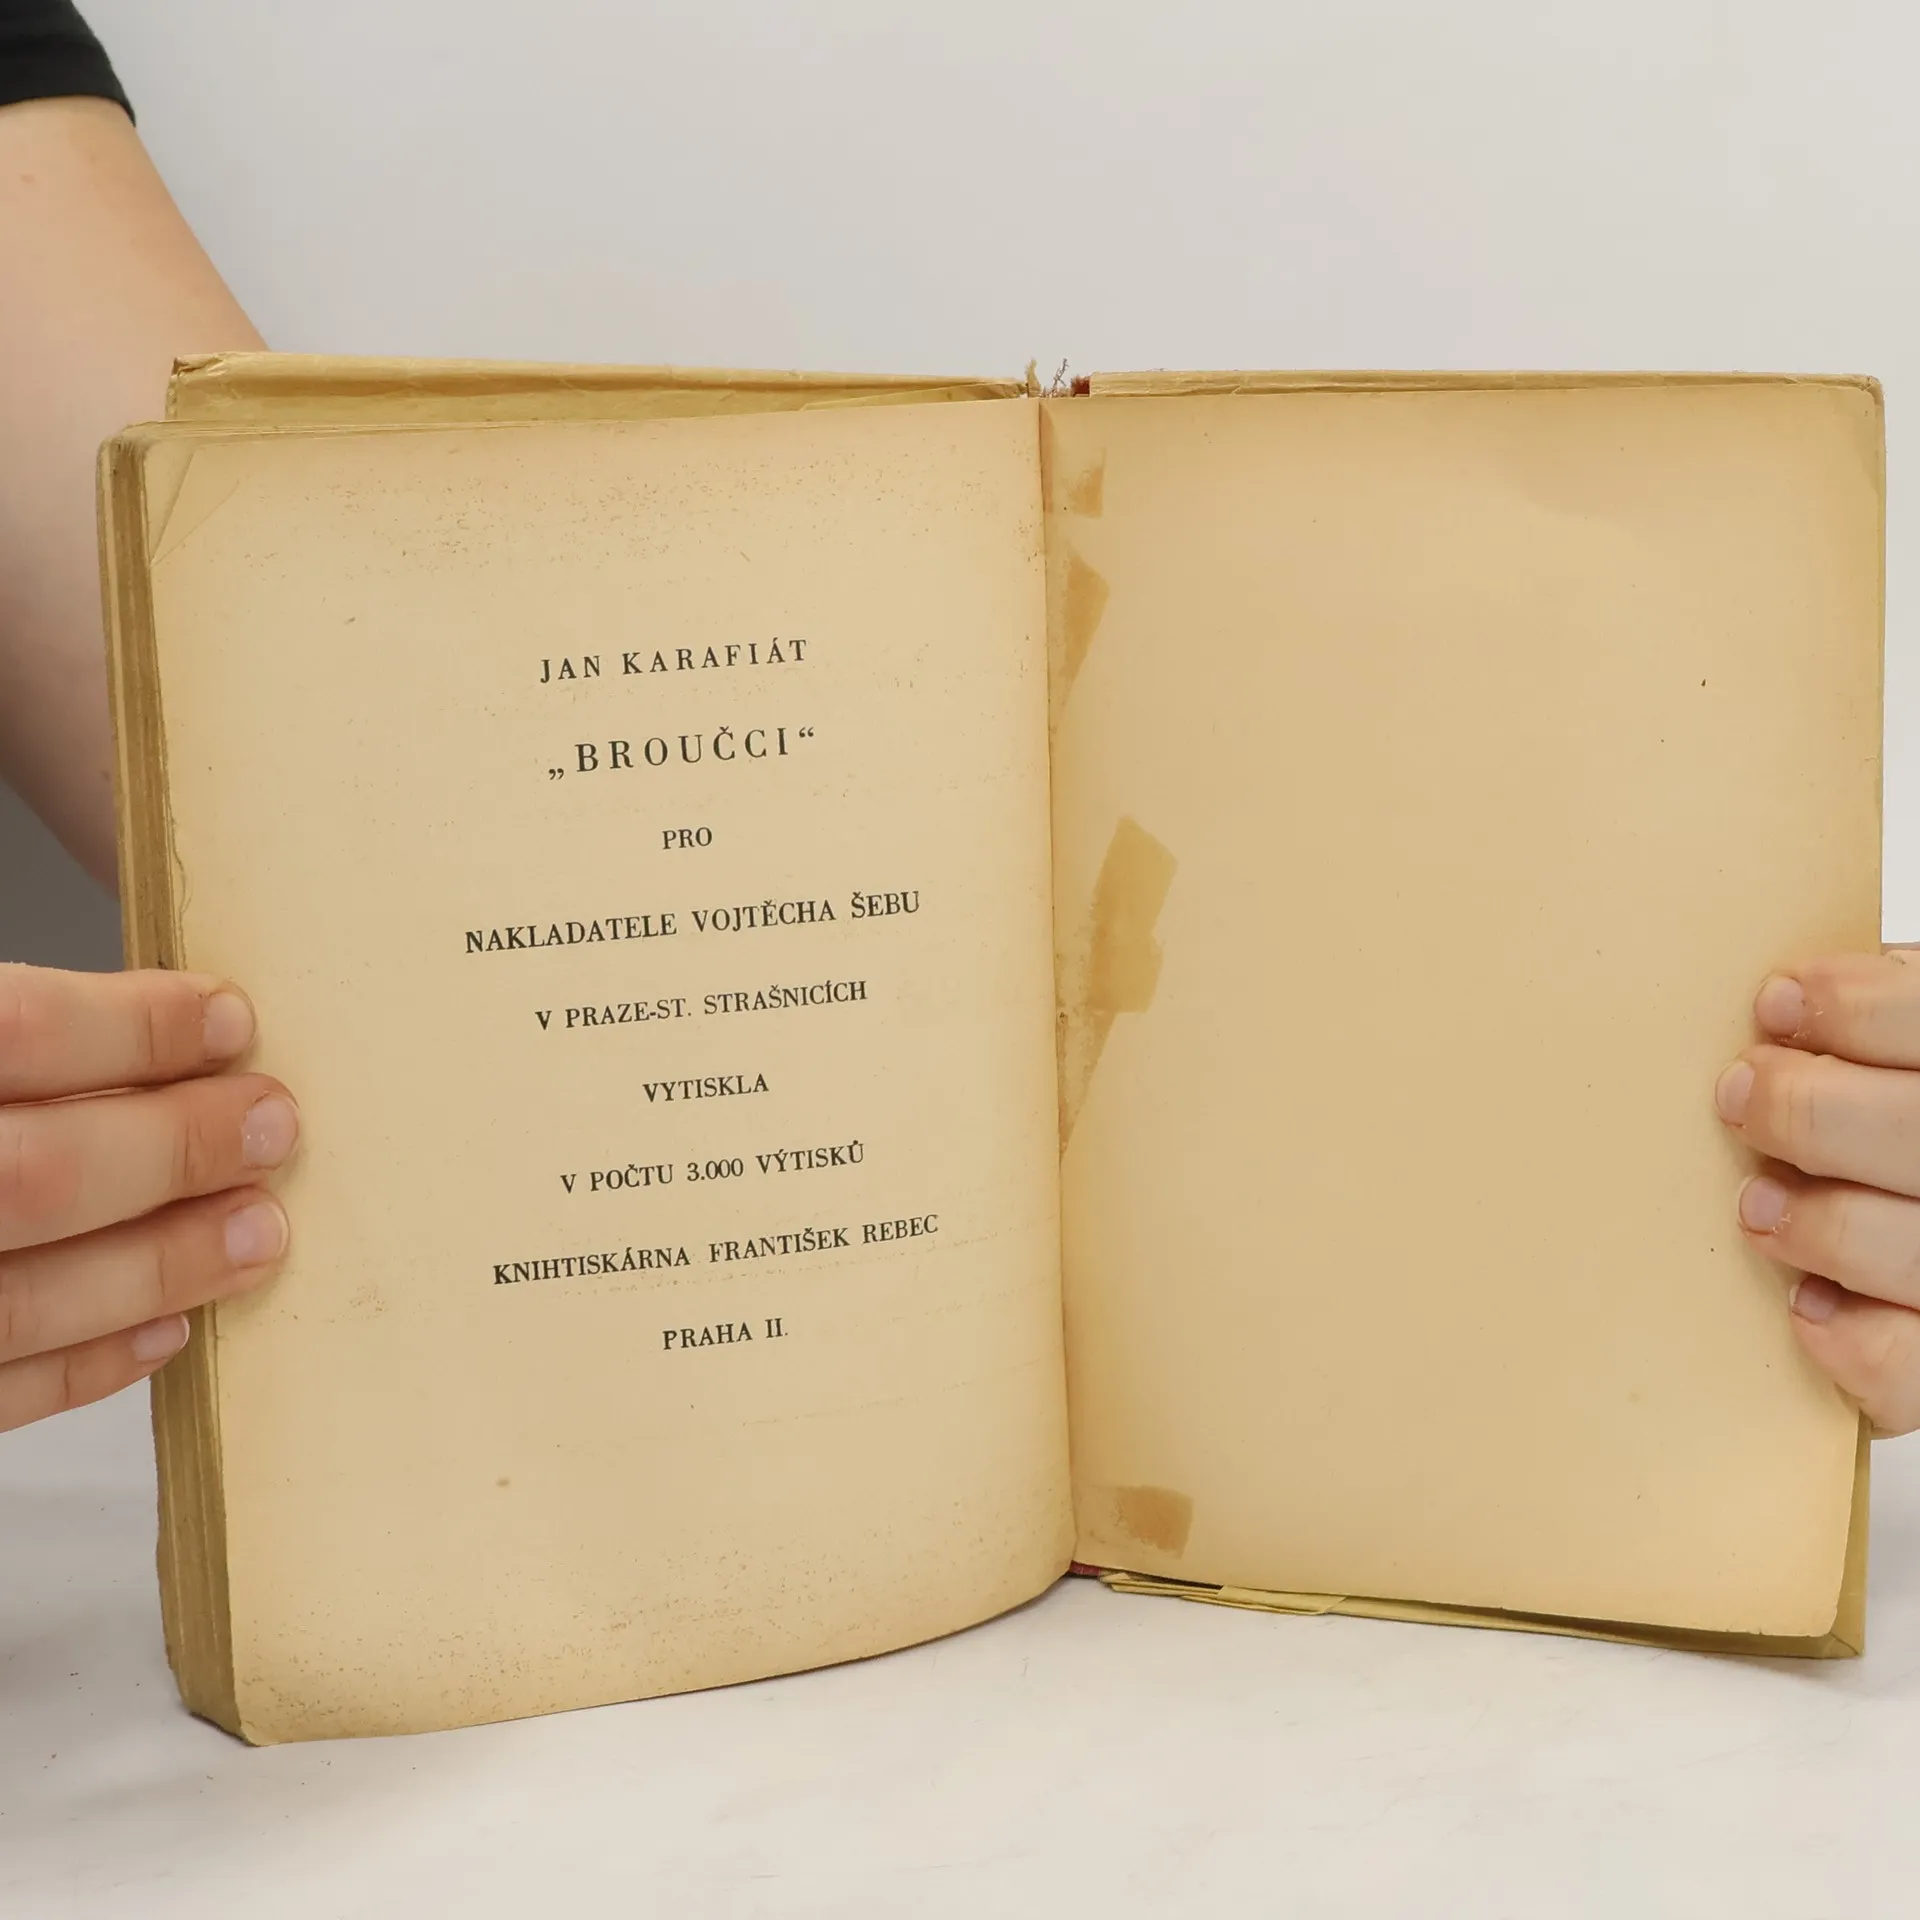 JAN KARAFIÁT
„BROUČCI“
PRO
NAKLADATELE VOJTĚCHA ŠEBU
V PRAZE-ST. STRAŠNICÍCH
VYTISKLA
V POČTU 3.000 VÝTISKŮ
KNIHTISKÁRNA FRANTIŠEK REBEC
PRAHA II.